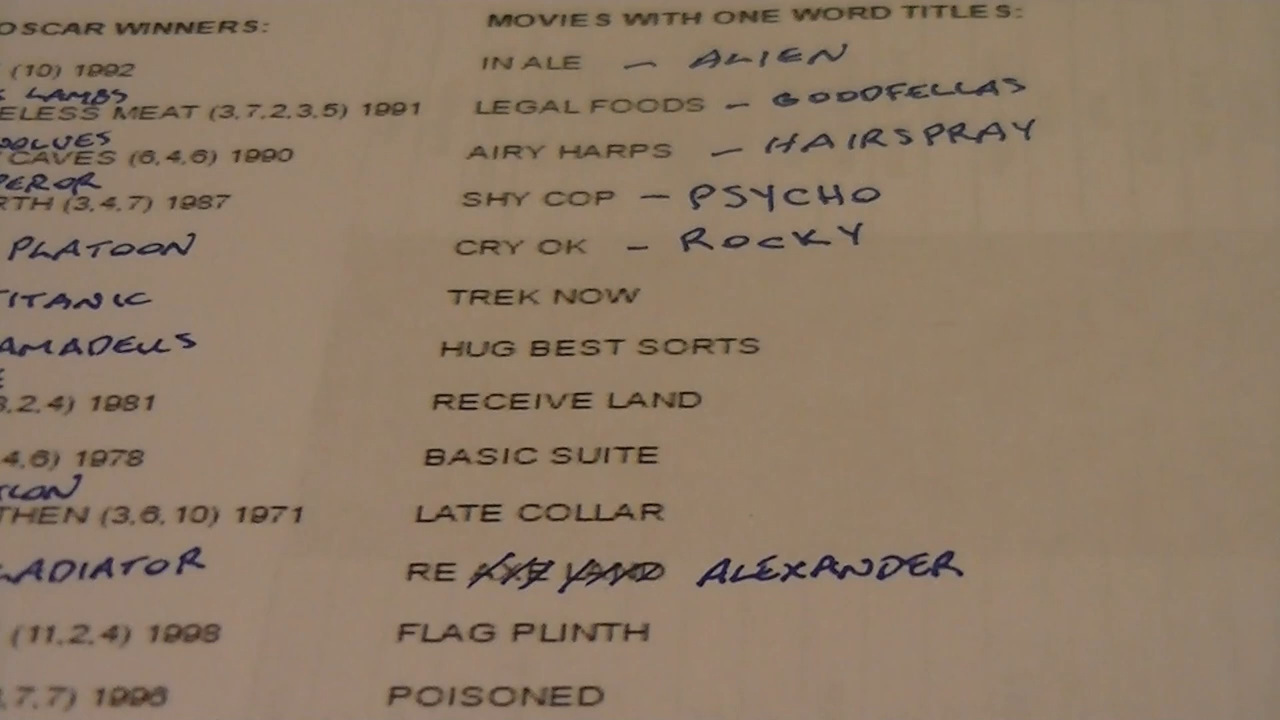 OSCAR WINNERS:
(10) 1992
LAMBS
ELESS MEAT (3,7,2,3,5) 1991
OOLVES
CAVES (6,4,6) 1990
PEROR
RTH (3,4,7) 1987
PLATOON
TITANIC
AMADEUS
3,2,4) 1981
4,6) 1978
THEN (3,6,10) 1971
LADIATOR
(11,2,4) 1998
,7,7) 1996
MOVIES WITH ONE WORD TITLES:
IN ALE – ALIEN
LEGAL FOODS – GOODFELLAS
AIRY HARPS – HAIRSPRAY
SHY COP – PSYCHO
CRY OK – ROCKY
TREK NOW
HUG BEST SORTS
RECEIVE LAND
BASIC SUITE
LATE COLLAR
RE ALEXANDER
FLAG PLINTH
POISONED